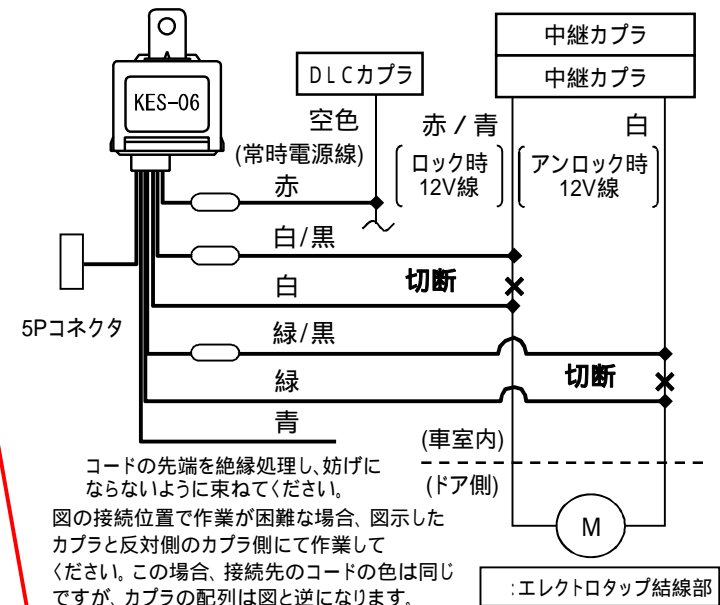 中継カプラ
中継カプラ
DLCカプラ
KES-06
空色
(常時電源線)
赤 / 青
白
ロック時
12V線
アンロック時
12V線
赤
白/黒
白
切断
緑/黒
緑
切断
青
5Pコネクタ
(車室内)
(ドア側)
M
コードの先端を絶縁処理し、妨げに
ならないように束ねてください。
図の接続位置で作業が困難な場合、図示した
カプラと反対側のカプラ側にて作業して
ください。この場合、接続先のコードの色は同じ
ですが、カプラの配列は図と逆になります。
:エレクトロタップ結線部